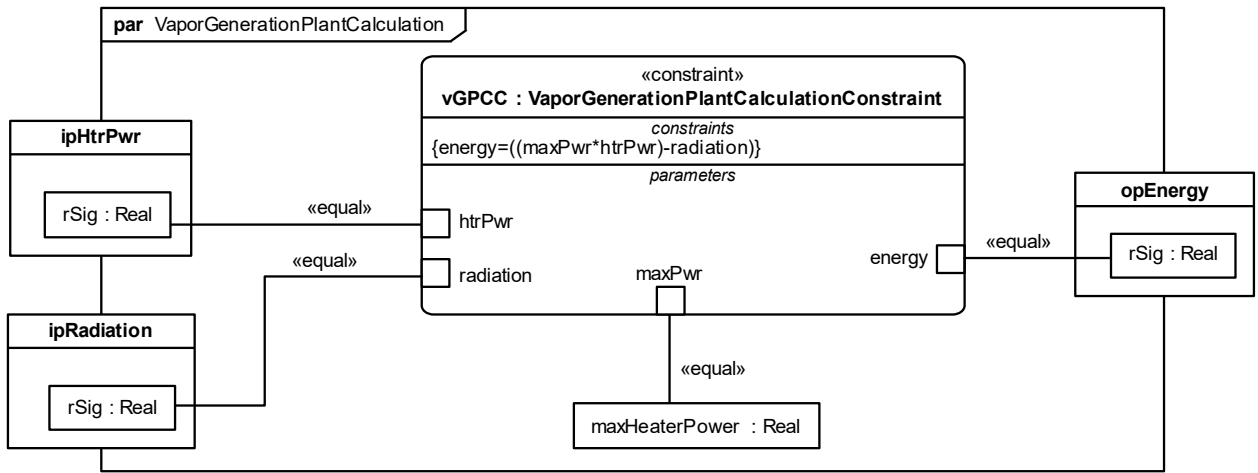 par VaporGenerationPlantCalculation
«constraint»
vGPCC : VaporGenerationPlantCalculationConstraint
constraints
{energy=((maxPwr*htrPwr)-radiation)}
parameters
ipHtrPwr
rSig : Real
«equal»
htrPwr
«equal»
radiation
maxPwr
energy
«equal»
opEnergy
rSig : Real
ipRadiation
rSig : Real
«equal»
maxHeaterPower : Real